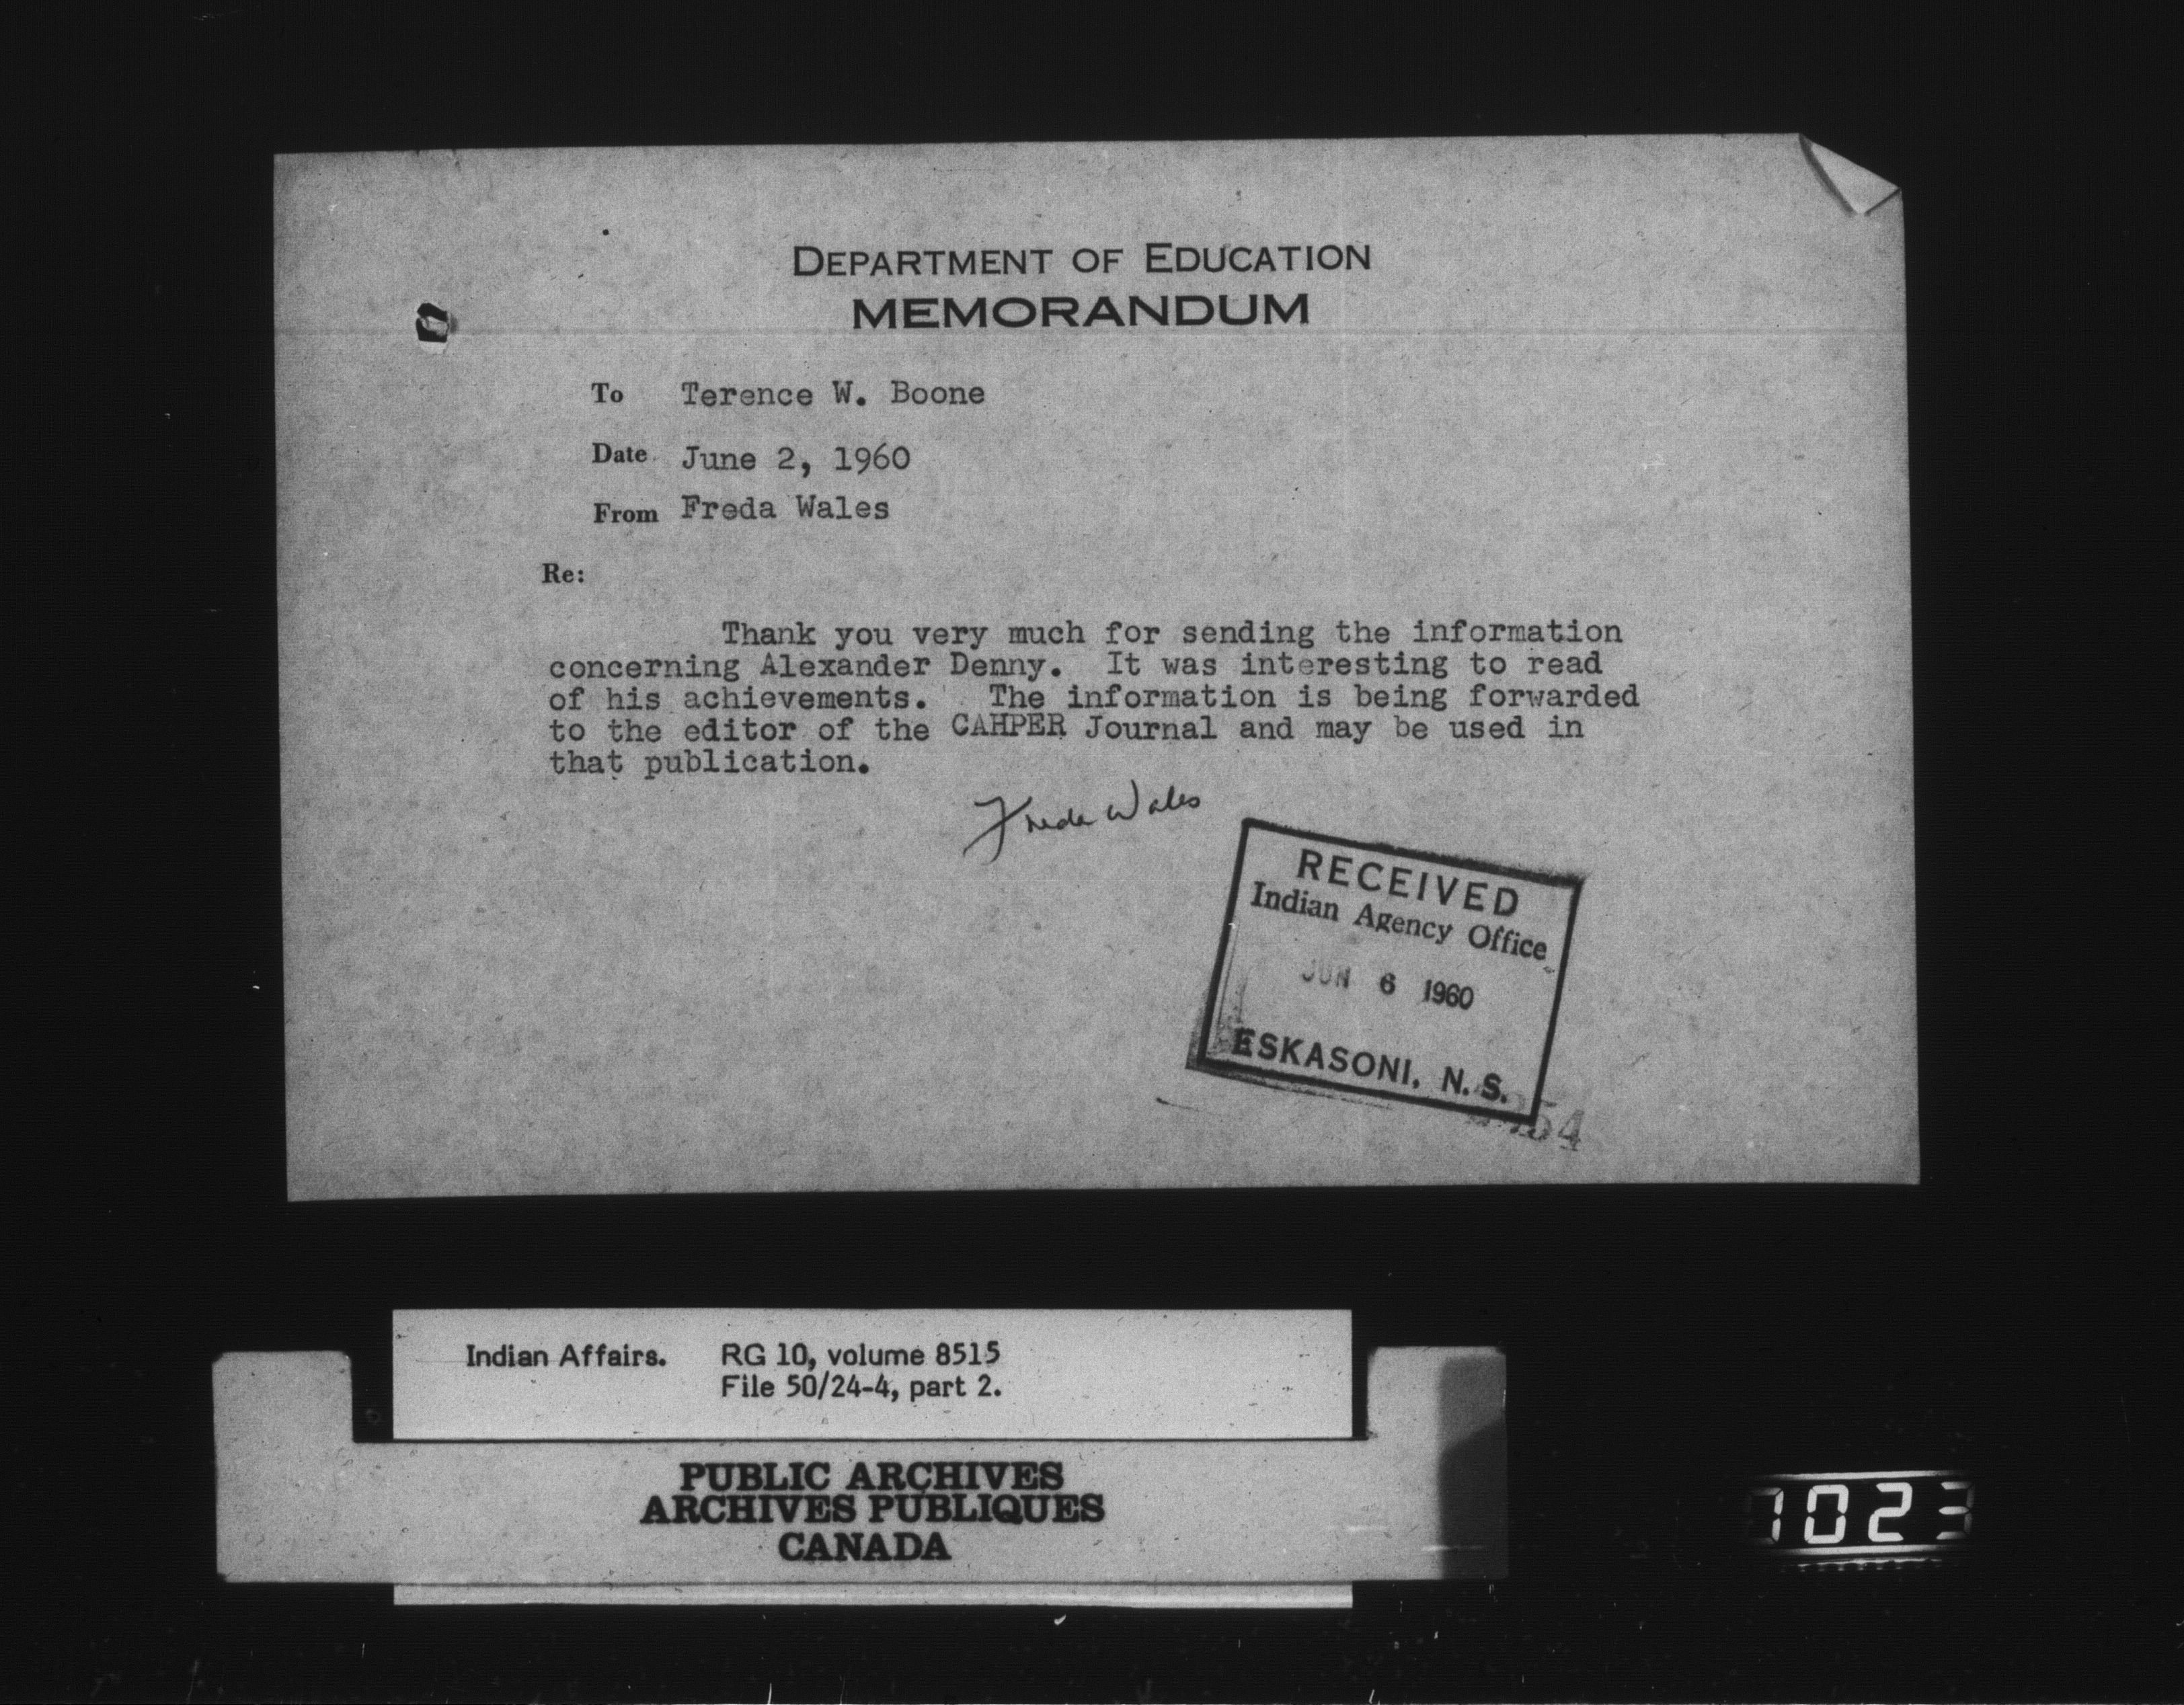 DEPARTMENT OF EDUCATION
MEMORANDUM
To Terence W. Boone
Date June 2, 1960
From Freda Wales
Re:
Thank you very much for sending the information
concerning Alexander Denny. It was interesting to read
of his achievements. The information is being forwarded
to the editor of the CAHPER Journal and may be used in
that publication.
Freda Wales
RECEIVED
Indian Agency Office
JUN 6 1960
ESKASONI, N. S.
Indian Affairs. RG 10, volume 8515
File 50/24-4, part 2.
PUBLIC ARCHIVES
ARCHIVES PUBLIQUES
CANADA
1023